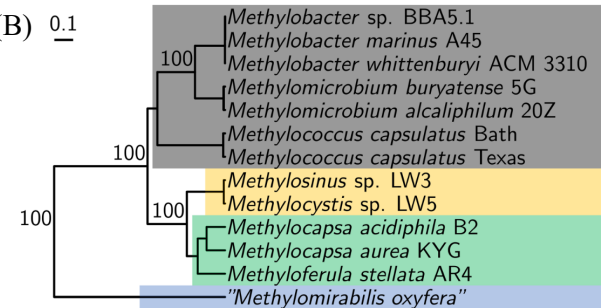 (B) 0.1
Methylobacter sp. BBA5.1
Methylobacter marinus A45
100 Methylobacter whittenburyi ACM 3310
Methylomicrobium buryatense 5G
Methylomicrobium alcaliphilum 20Z
Methylococcus capsulatus Bath
100 Methylococcus capsulatus Texas
Methylosinus sp. LW3
Methylocystis sp. LW5
100 100 Methylocapsa acidiphila B2
Methylocapsa aurea KYG
Methyloferula stellata AR4
"Methylomirabilis oxyfera"